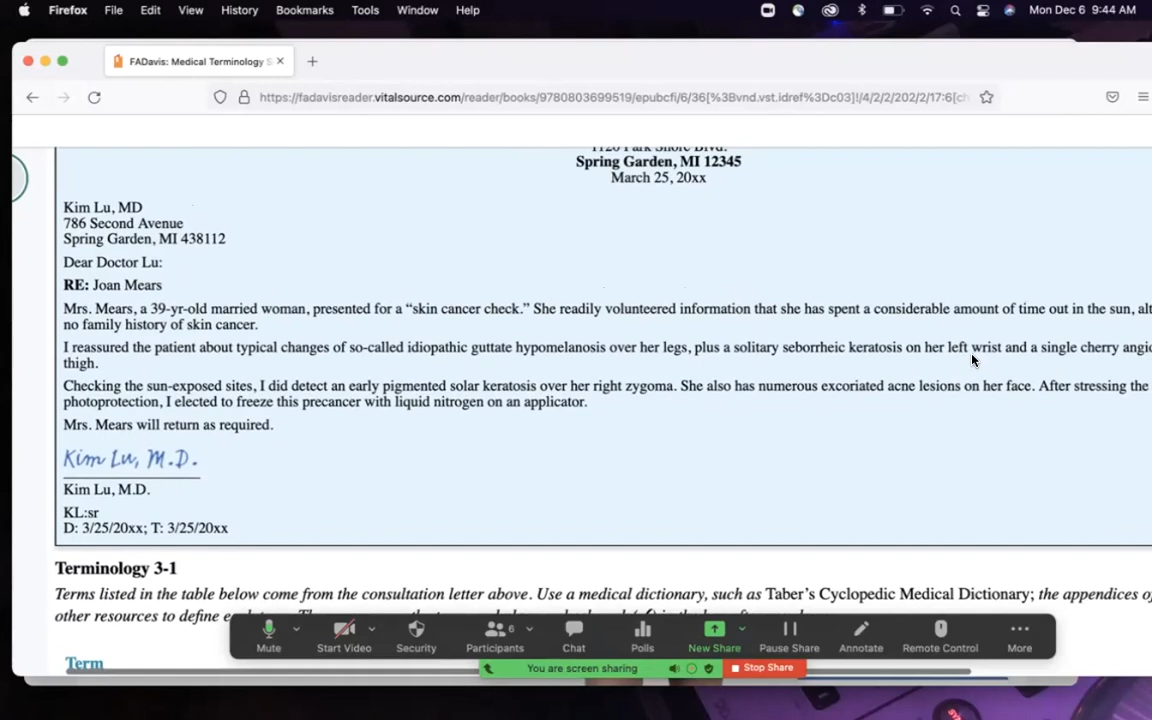 Firefox File Edit View History Bookmarks Tools Window Help Mon Dec 6 9:44 AM
FADavis: Medical Terminology S
https://fadavisreader.vitalsource.com/reader/books/9780803699519/epubcfi/6/36[%3Bvnd.vst.idref%3Dc03]!/4/2/2/202/2/17:6[c
1120 Park Shore Blvd.
Spring Garden, MI 12345
March 25, 20xx
Kim Lu, MD
786 Second Avenue
Spring Garden, MI 438112
Dear Doctor Lu:
RE: Joan Mears
Mrs. Mears, a 39-yr-old married woman, presented for a “skin cancer check.” She readily volunteered information that she has spent a considerable amount of time out in the sun, alt
no family history of skin cancer.
I reassured the patient about typical changes of so-called idiopathic guttate hypomelanosis over her legs, plus a solitary seborrheic keratosis on her left wrist and a single cherry angio
thigh.
Checking the sun-exposed sites, I did detect an early pigmented solar keratosis over her right zygoma. She also has numerous excoriated acne lesions on her face. After stressing the
photoprotection, I elected to freeze this precancer with liquid nitrogen on an applicator.
Mrs. Mears will return as required.
Kim Lu, M.D.
Kim Lu, M.D.
KL:sr
D: 3/25/20xx; T: 3/25/20xx
Terminology 3-1
Terms listed in the table below come from the consultation letter above. Use a medical dictionary, such as Taber’s Cyclopedic Medical Dictionary; the appendices of
other resources to define
Term
Mute Start Video Security Participants 6 Chat Polls New Share Pause Share Annotate Remote Control More
You are screen sharing Stop Share